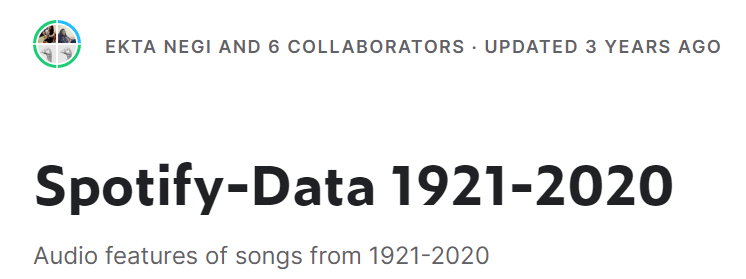 EKTA NEGI AND 6 COLLABORATORS · UPDATED 3 YEARS AGO
Spotify-Data 1921-2020
Audio features of songs from 1921-2020